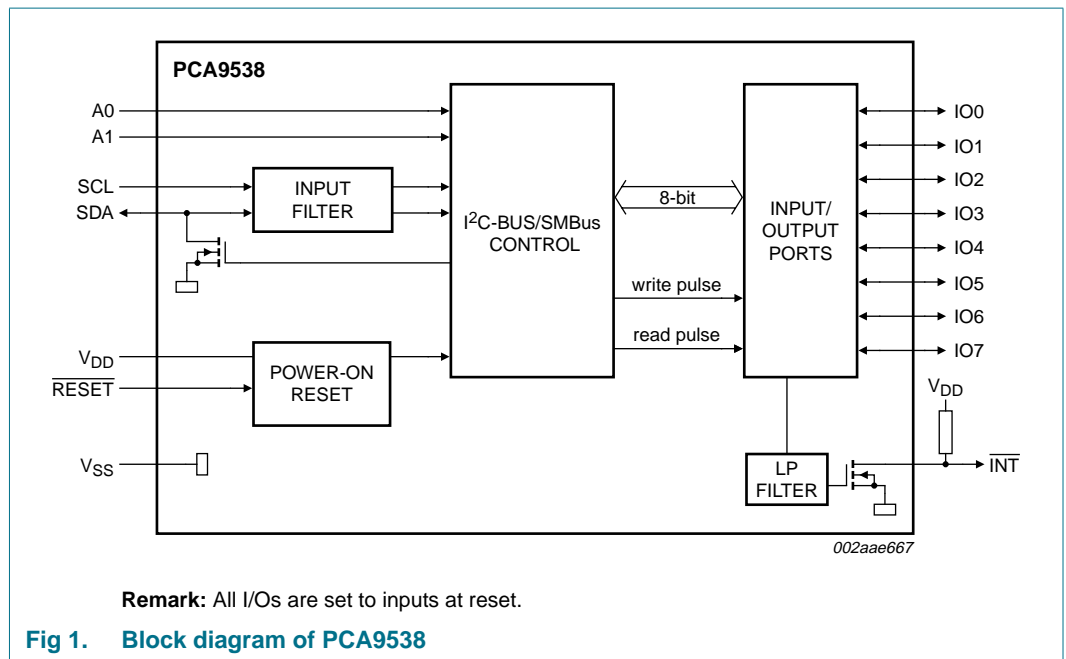 PCA9538
A0
A1
SCL
SDA
INPUT
FILTER
I²C-BUS/SMBus
CONTROL
8-bit
write pulse
read pulse
INPUT/
OUTPUT
PORTS
IO0
IO1
IO2
IO3
IO4
IO5
IO6
IO7
VDD
RESET
POWER-ON
RESET
VSS
VDD
INT
LP
FILTER
002aae667
Remark: All I/Os are set to inputs at reset.
Fig 1. Block diagram of PCA9538